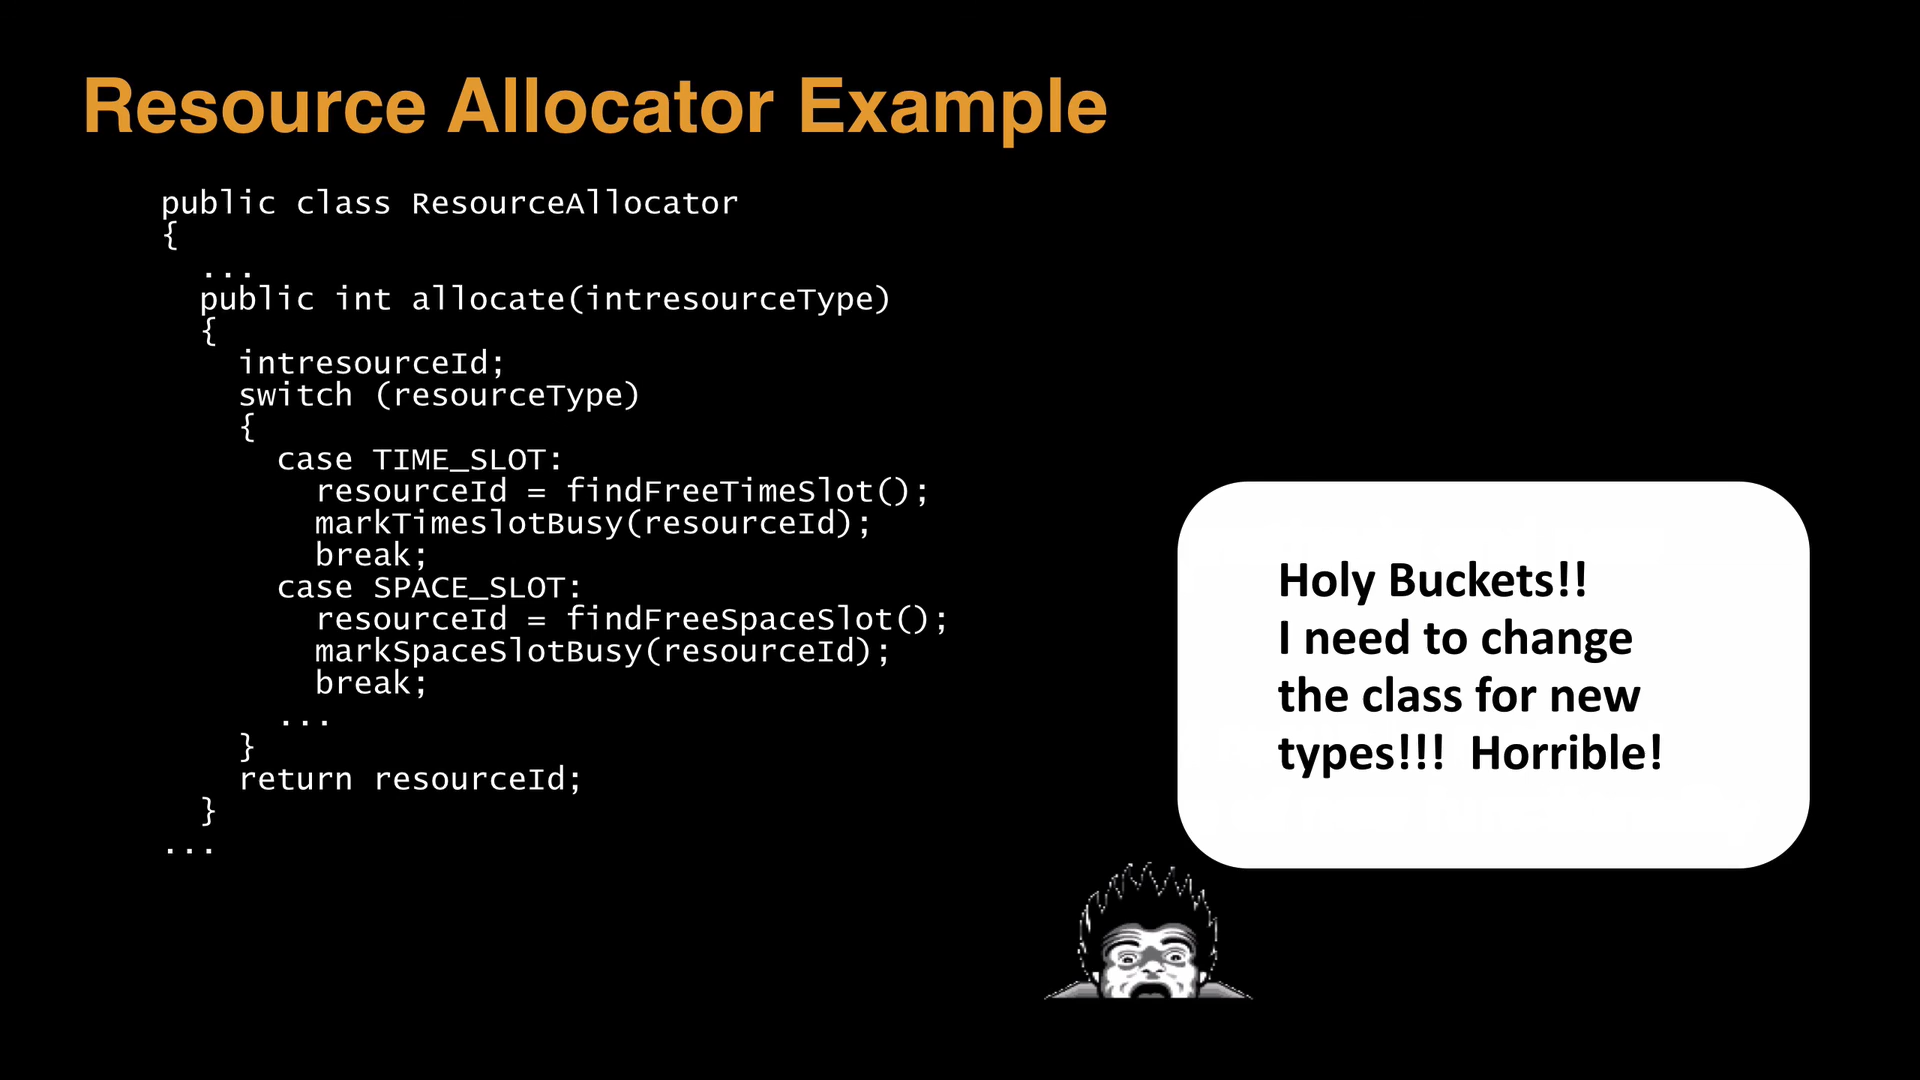 Resource Allocator Example
public class ResourceAllocator
{
...
public int allocate(intresourceType)
{
intresourceId;
switch (resourceType)
{
case TIME_SLOT:
resourceId = findFreeTimeSlot();
markTimeslotBusy(resourceId);
break;
case SPACE_SLOT:
resourceId = findFreeSpaceSlot();
markSpaceSlotBusy(resourceId);
break;
...
}
return resourceId;
}
...
Holy Buckets!!
I need to change
the class for new
types!!!  Horrible!